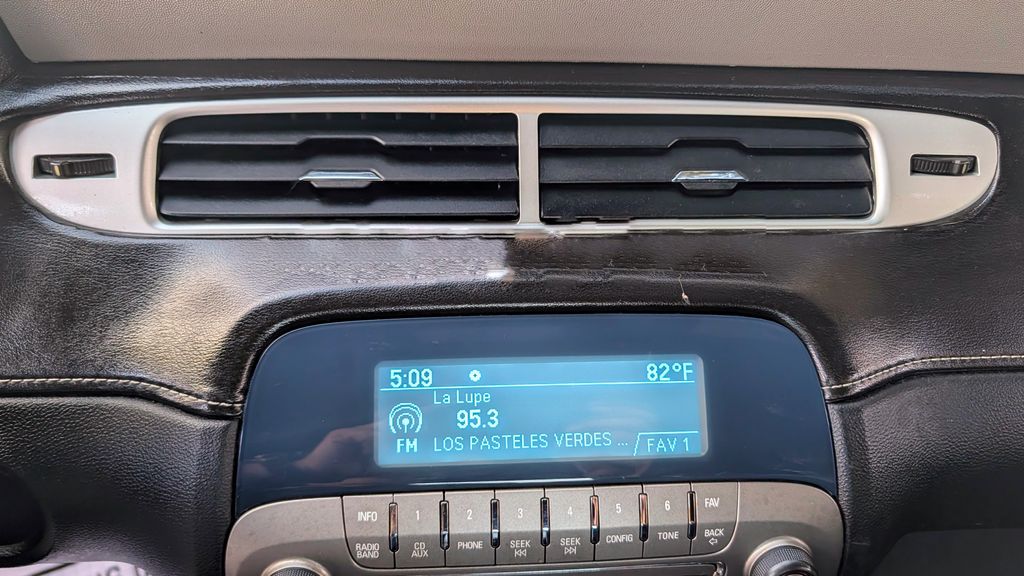 5:09 82°F
La Lupe
95.3
FM LOS PASTELES VERDES ... FAV 1
INFO 1 2 3 4 5 6 FAV
RADIO BAND CD AUX PHONE SEEK SEEK CONFIG TONE BACK